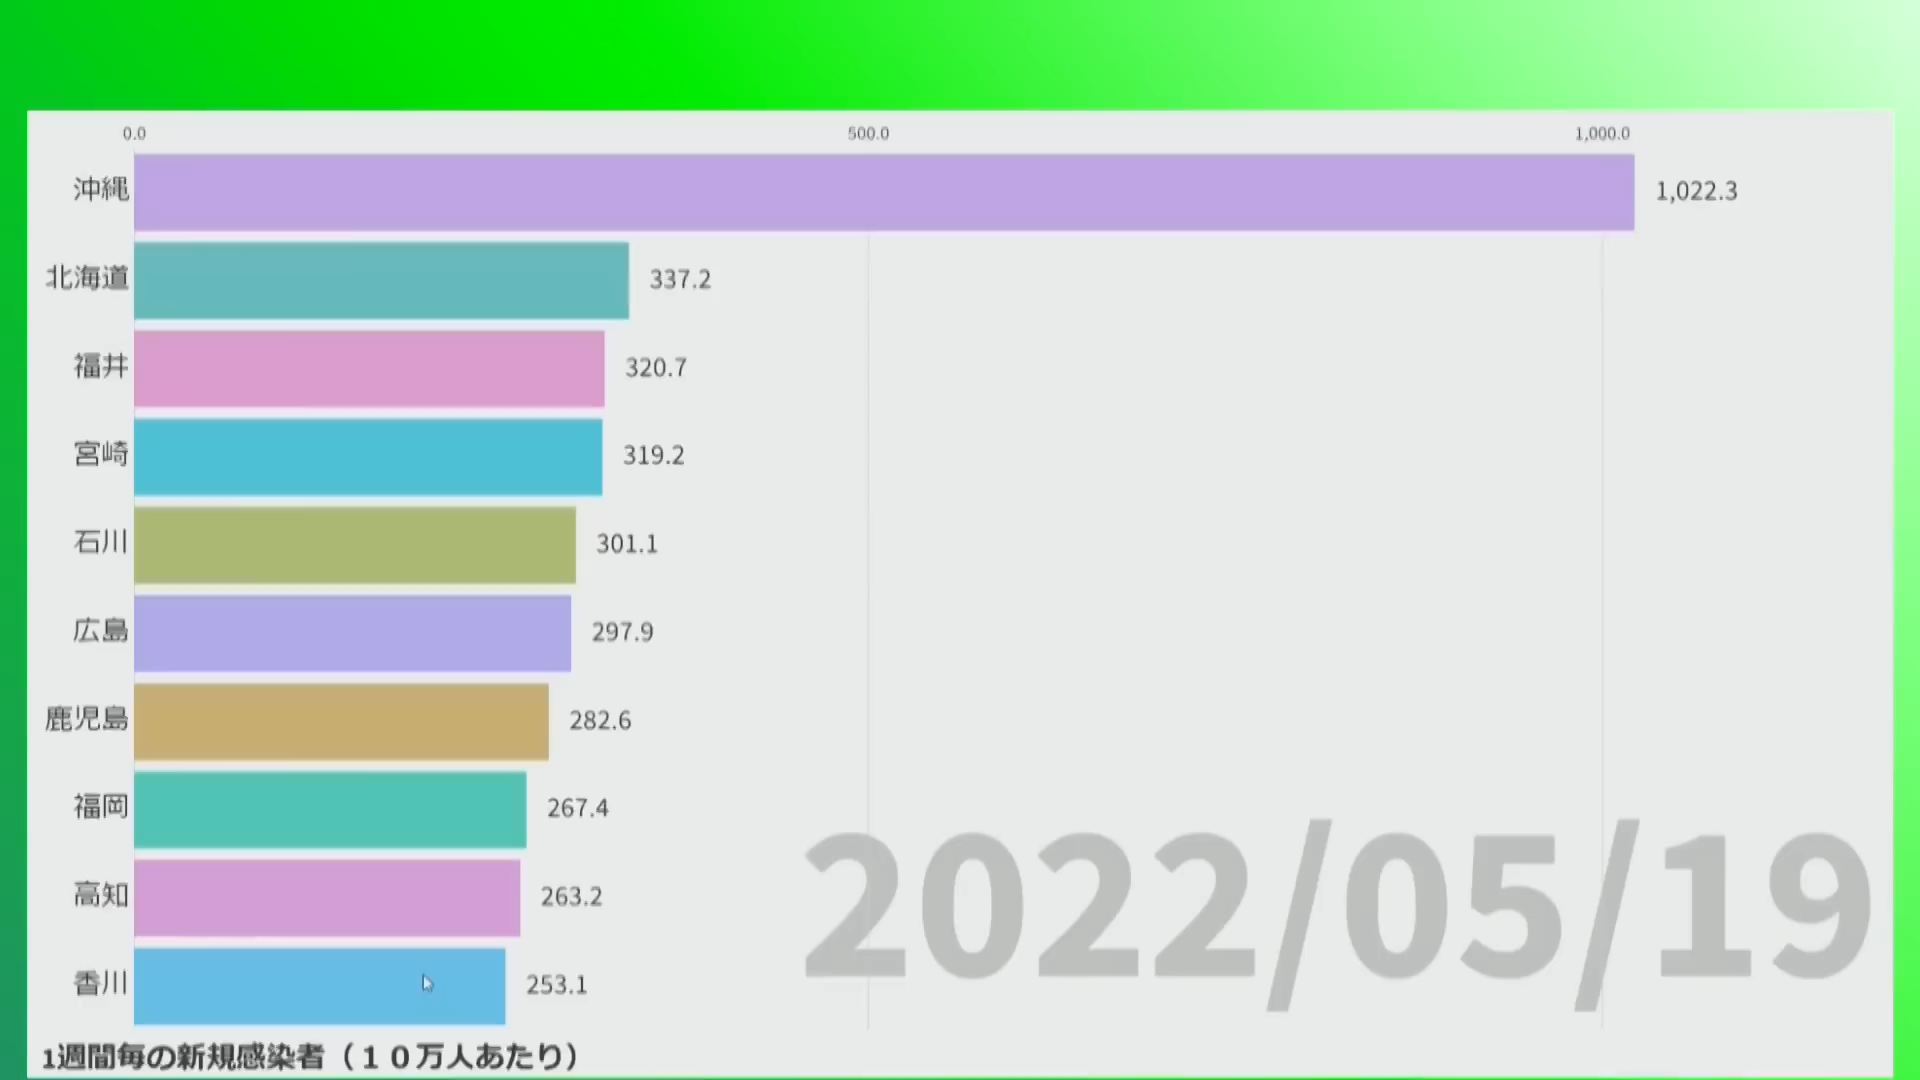 0.0 500.0 1,000.0
沖縄 1,022.3
北海道 337.2
福井 320.7
宮崎 319.2
石川 301.1
広島 297.9
鹿児島 282.6
福岡 267.4
高知 263.2
香川 253.1
2022/05/19
1週間毎の新規感染者（１０万人あたり）